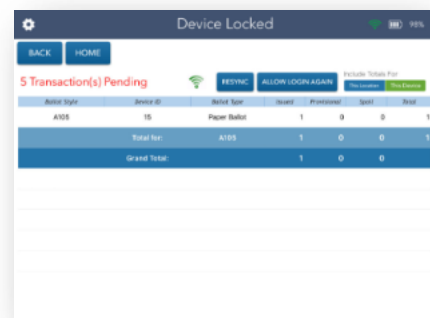 Device Locked
98%
BACK HOME
5 Transaction(s) Pending
RESYNC ALLOW LOGIN AGAIN
Include Totals For
This Location This Device
Ballot Style Device ID Ballot Type Issued Provisional Spoilt Total
A105 15 Paper Ballot 1 0 0 1
Total for: A105 1 0 0 1
Grand Total: 1 0 0